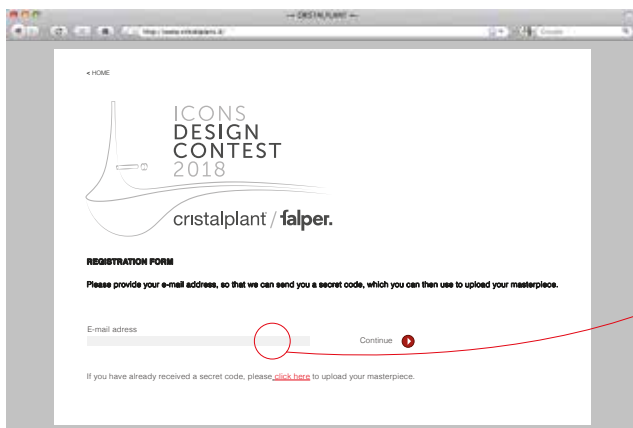 — CRISTALPLANT —
Google
< HOME
ICONS
DESIGN
CONTEST
2018
cristalplant / falper.
REGISTRATION FORM
Please provide your e-mail address, so that we can send you a secret code, which you can then use to upload your masterpiece.
E-mail adress
Continue
If you have already received a secret code, please click here to upload your masterpiece.